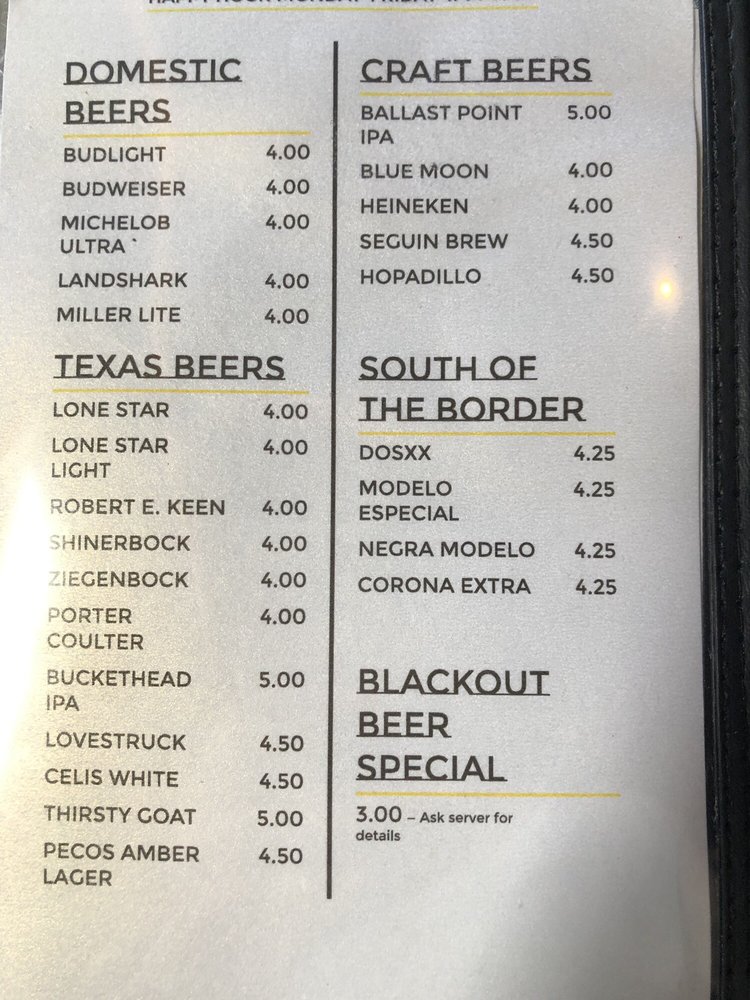 DOMESTIC
BEERS
BUDLIGHT 4.00
BUDWEISER 4.00
MICHELOB 4.00
ULTRA `
LANDSHARK 4.00
MILLER LITE 4.00
TEXAS BEERS
LONE STAR 4.00
LONE STAR 4.00
LIGHT
ROBERT E. KEEN 4.00
SHINERBOCK 4.00
ZIEGENBOCK 4.00
PORTER 4.00
COULTER
BUCKETHEAD 5.00
IPA
LOVESTRUCK 4.50
CELIS WHITE 4.50
THIRSTY GOAT 5.00
PECOS AMBER 4.50
LAGER
CRAFT BEERS
BALLAST POINT 5.00
IPA
BLUE MOON 4.00
HEINEKEN 4.00
SEGUIN BREW 4.50
HOPADILLO 4.50
SOUTH OF
THE BORDER
DOSXX 4.25
MODELO 4.25
ESPECIAL
NEGRA MODELO 4.25
CORONA EXTRA 4.25
BLACKOUT
BEER
SPECIAL
3.00 – Ask server for
details